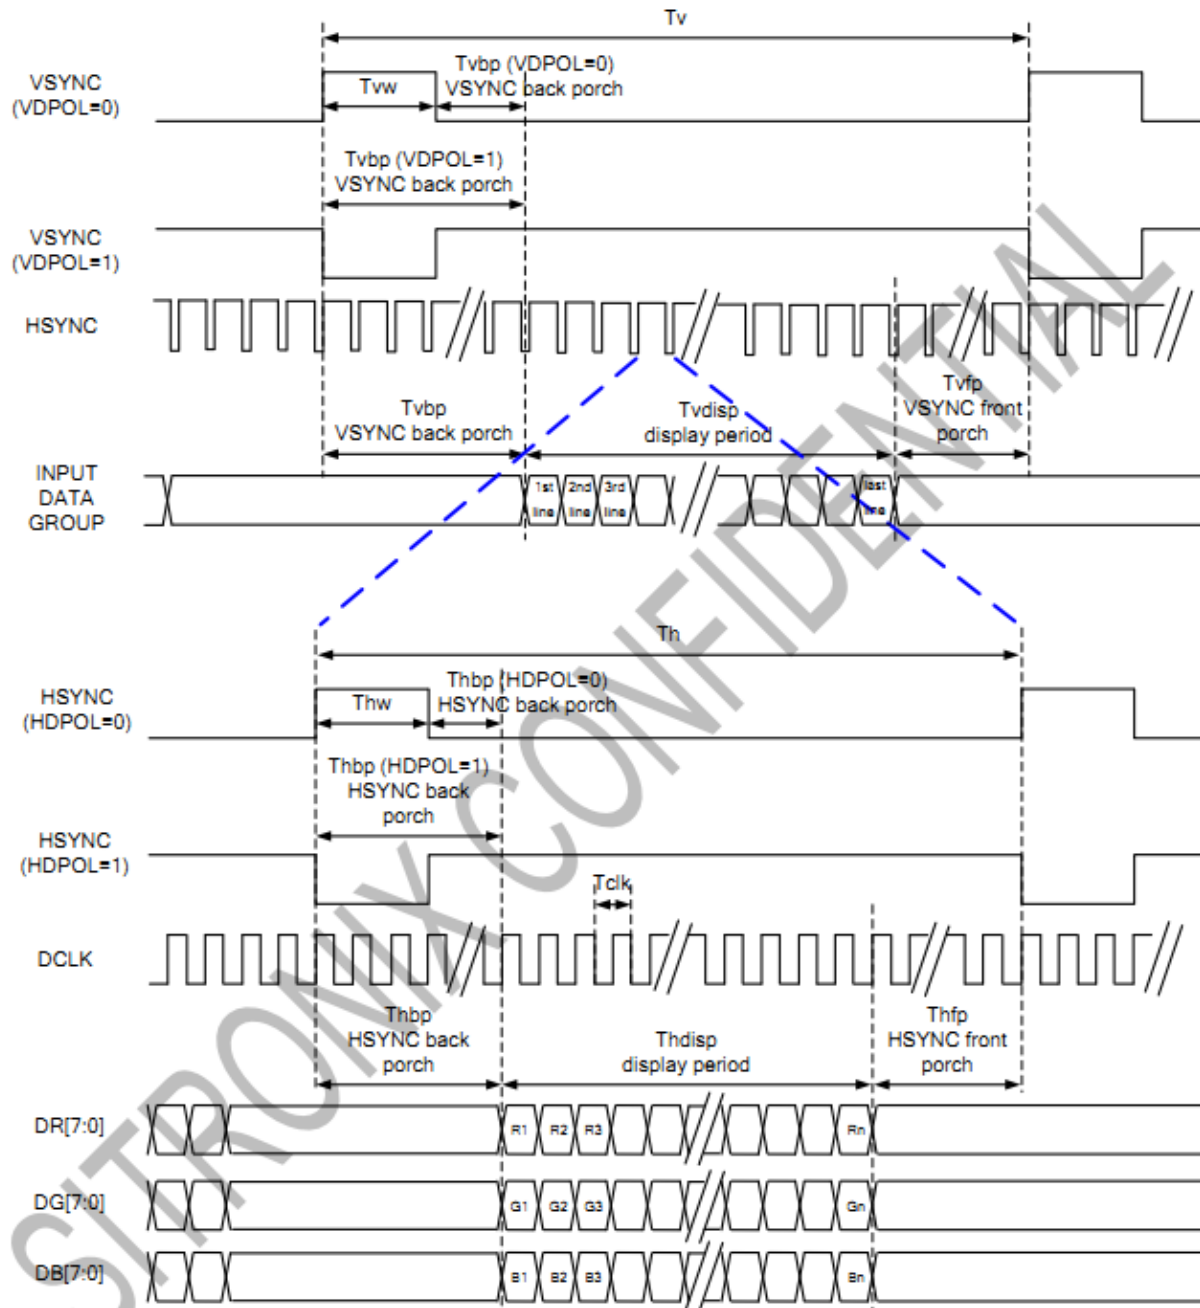 Tv
VSYNC
(VDPOL=0)
Tvw
Tvbp (VDPOL=0)
VSYNC back porch
Tvbp (VDPOL=1)
VSYNC back porch
VSYNC
(VDPOL=1)
HSYNC
Tvbp
VSYNC back porch
Tvdisp
display period
Tvfp
VSYNC front
porch
INPUT
DATA
GROUP
1st
line
2nd
line
3rd
line
last
line
Th
HSYNC
(HDPOL=0)
Thw
Thbp (HDPOL=0)
HSYNC back porch
Thbp (HDPOL=1)
HSYNC back
porch
HSYNC
(HDPOL=1)
Tclk
DCLK
Thbp
HSYNC back
porch
Thdisp
display period
Thfp
HSYNC front
porch
DR[7:0]
R1 R2 R3 Rn
DG[7:0]
G1 G2 G3 Gn
DB[7:0]
B1 B2 B3 Bn
SITRONIX CONFIDENTIAL